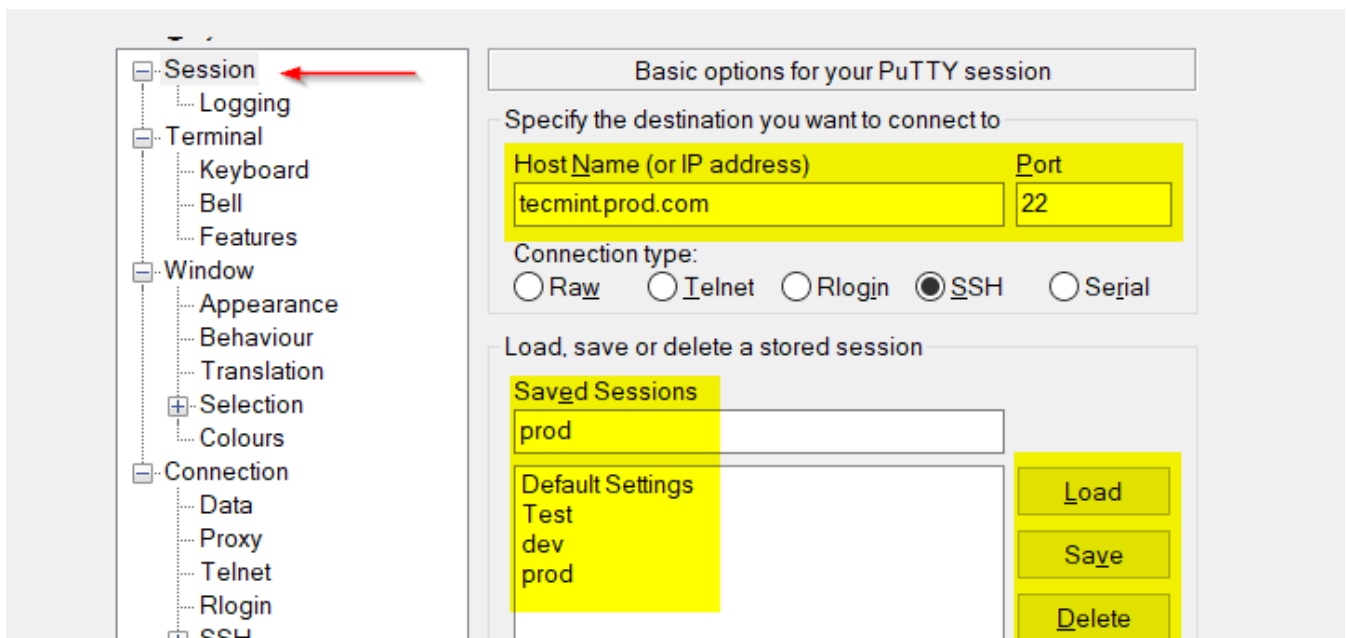 Session
Logging
Terminal
Keyboard
Bell
Features
Window
Appearance
Behaviour
Translation
Selection
Colours
Connection
Data
Proxy
Telnet
Rlogin
SSH
Basic options for your PuTTY session
Specify the destination you want to connect to
Host Name (or IP address) Port
tecmint.prod.com 22
Connection type:
Raw Telnet Rlogin SSH Serial
Load, save or delete a stored session
Saved Sessions
prod
Default Settings
Test
dev
prod
Load
Save
Delete